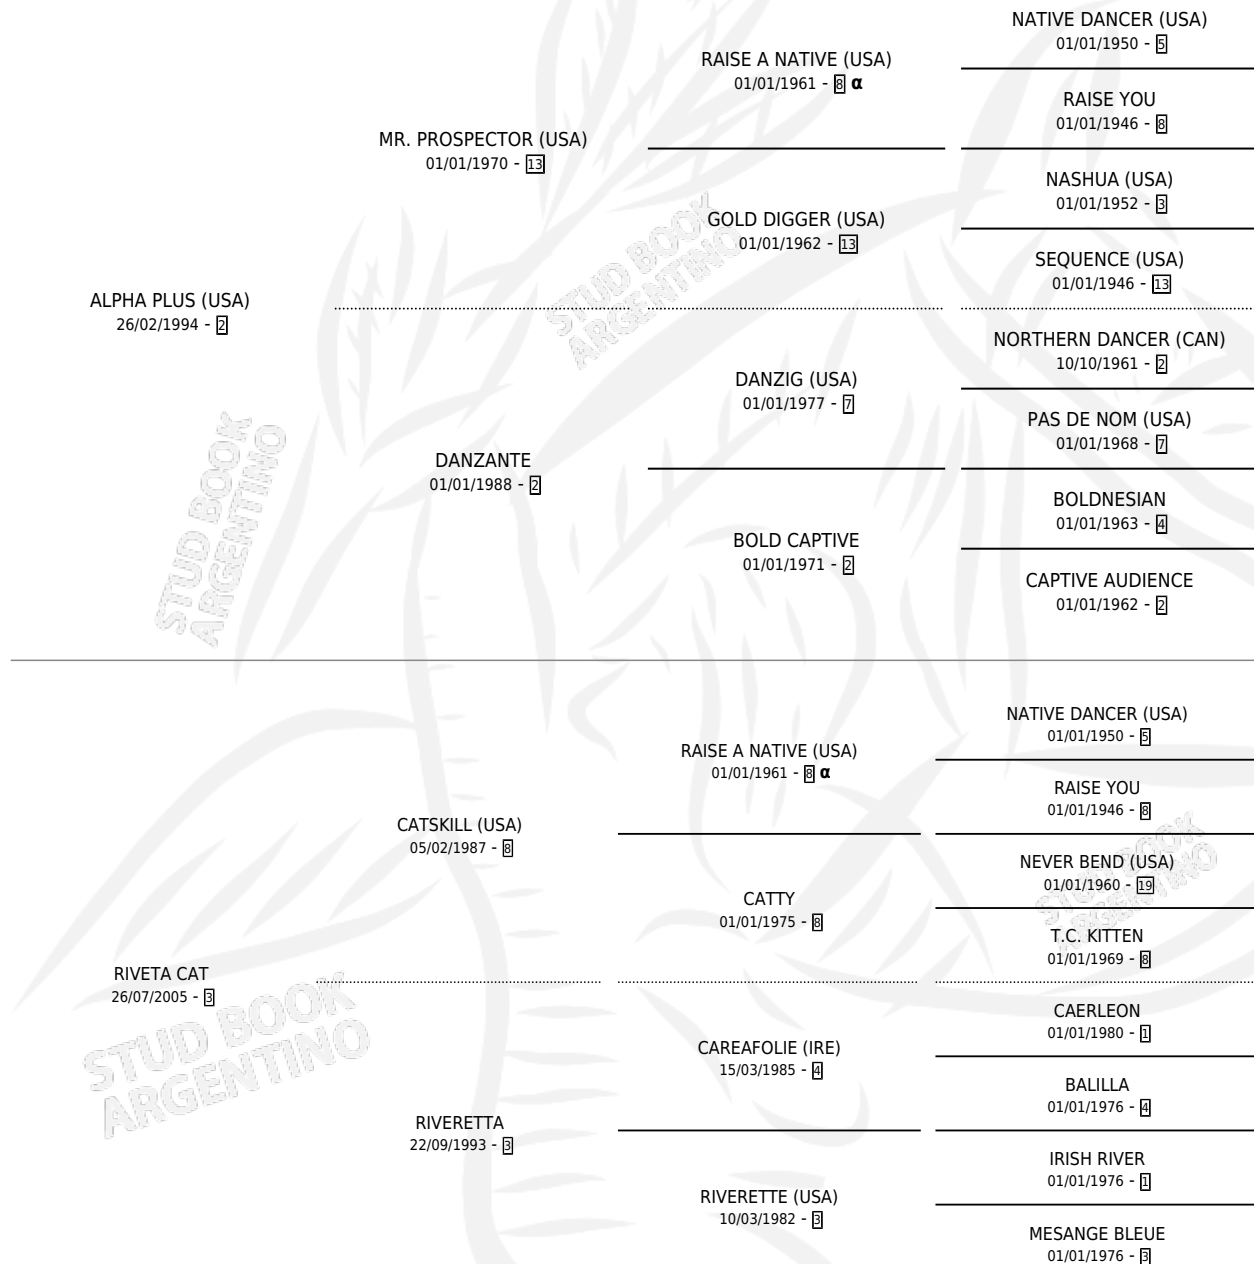 NATIVE DANCER (USA)
01/01/1950 - 5
RAISE A NATIVE (USA)
01/01/1961 - 8 α
RAISE YOU
01/01/1946 - 8
MR. PROSPECTOR (USA)
01/01/1970 - 13
NASHUA (USA)
01/01/1952 - 3
GOLD DIGGER (USA)
01/01/1962 - 13
SEQUENCE (USA)
01/01/1946 - 13
ALPHA PLUS (USA)
26/02/1994 - 2
STUD BOOK
ARGENTINO
NORTHERN DANCER (CAN)
10/10/1961 - 2
DANZIG (USA)
01/01/1977 - 7
PAS DE NOM (USA)
01/01/1968 - 7
DANZANTE
01/01/1988 - 2
BOLDNESIAN
01/01/1963 - 4
BOLD CAPTIVE
01/01/1971 - 2
CAPTIVE AUDIENCE
01/01/1962 - 2
STUD BOOK
ARGENTINO
NATIVE DANCER (USA)
01/01/1950 - 5
RAISE A NATIVE (USA)
01/01/1961 - 8 α
RAISE YOU
01/01/1946 - 8
CATSKILL (USA)
05/02/1987 - 8
NEVER BEND (USA)
01/01/1960 - 19
CATTY
01/01/1975 - 8
STUD BOOK
ARGENTINO
T.C. KITTEN
01/01/1969 - 8
RIVETA CAT
26/07/2005 - 3
STUD BOOK
ARGENTINO
CAERLEON
01/01/1980 - 1
CAREAFOLIE (IRE)
15/03/1985 - 4
BALILLA
01/01/1976 - 4
RIVERETTA
22/09/1993 - 3
IRISH RIVER
01/01/1976 - 1
RIVERETTE (USA)
10/03/1982 - 3
MESANGE BLEUE
01/01/1976 - 3